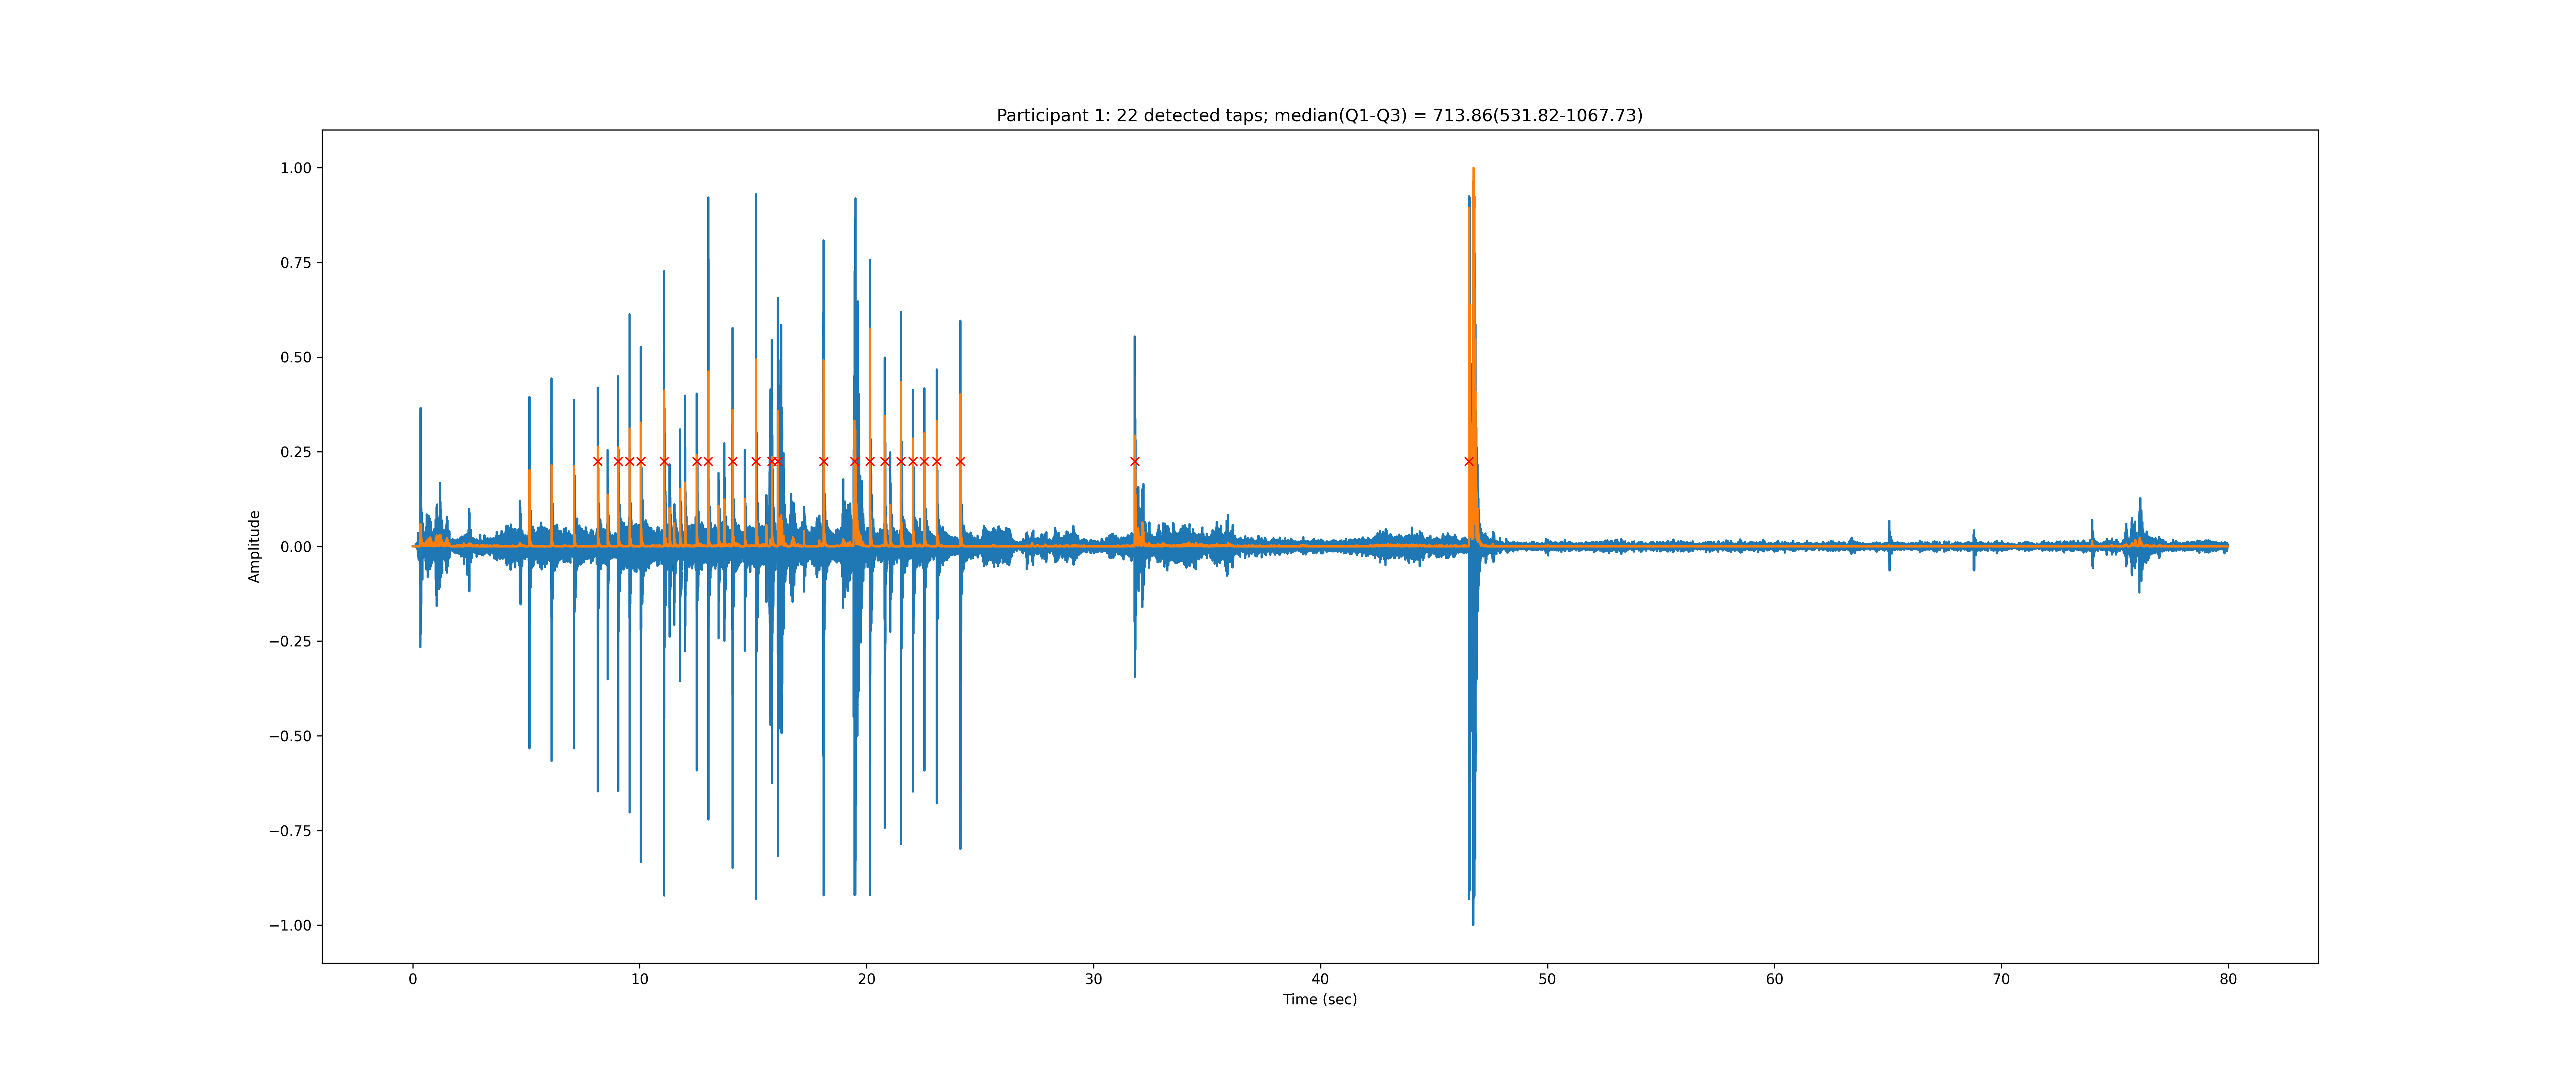 Participant 1: 22 detected taps; median(Q1-Q3) = 713.86(531.82-1067.73)
1.00
0.75
0.50
0.25
0.00
−0.25
−0.50
−0.75
−1.00
Amplitude
0 10 20 30 40 50 60 70 80
Time (sec)